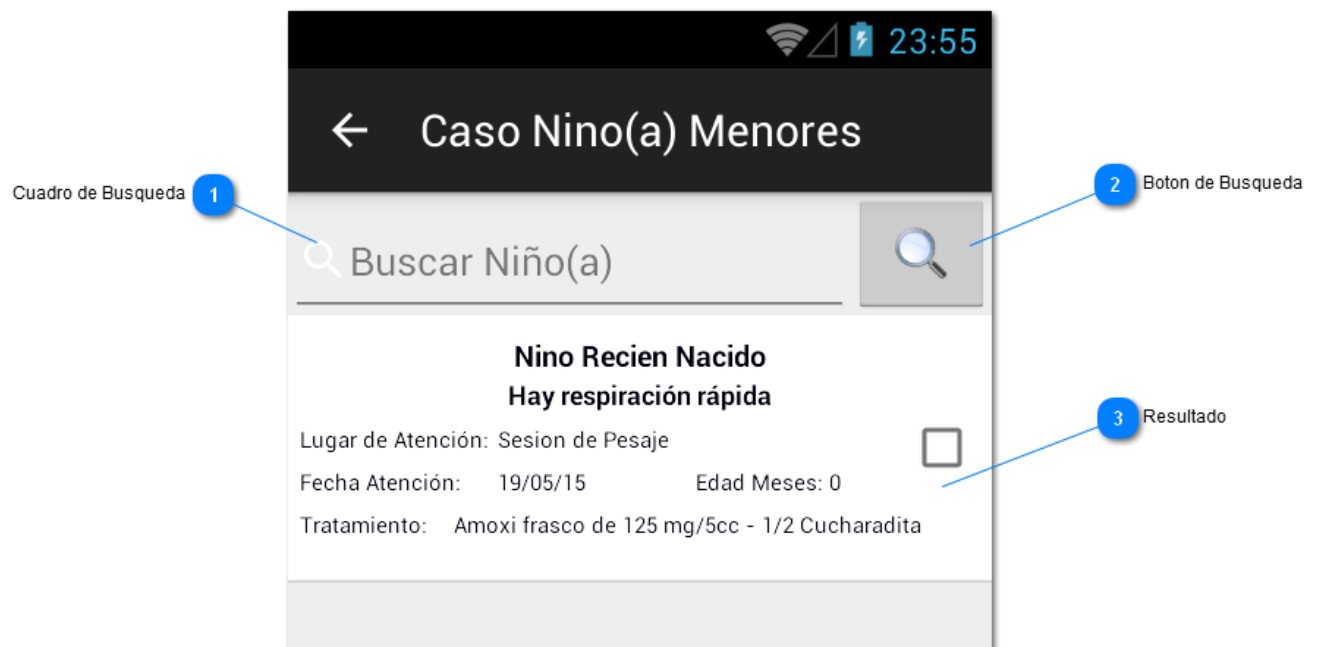 23:55
Caso Nino(a) Menores
Cuadro de Busqueda 1
2 Boton de Busqueda
Buscar Niño(a)
Nino Recien Nacido
Hay respiración rápida
3 Resultado
Lugar de Atención: Sesion de Pesaje
Fecha Atención: 19/05/15 Edad Meses: 0
Tratamiento: Amoxi frasco de 125 mg/5cc - 1/2 Cucharadita